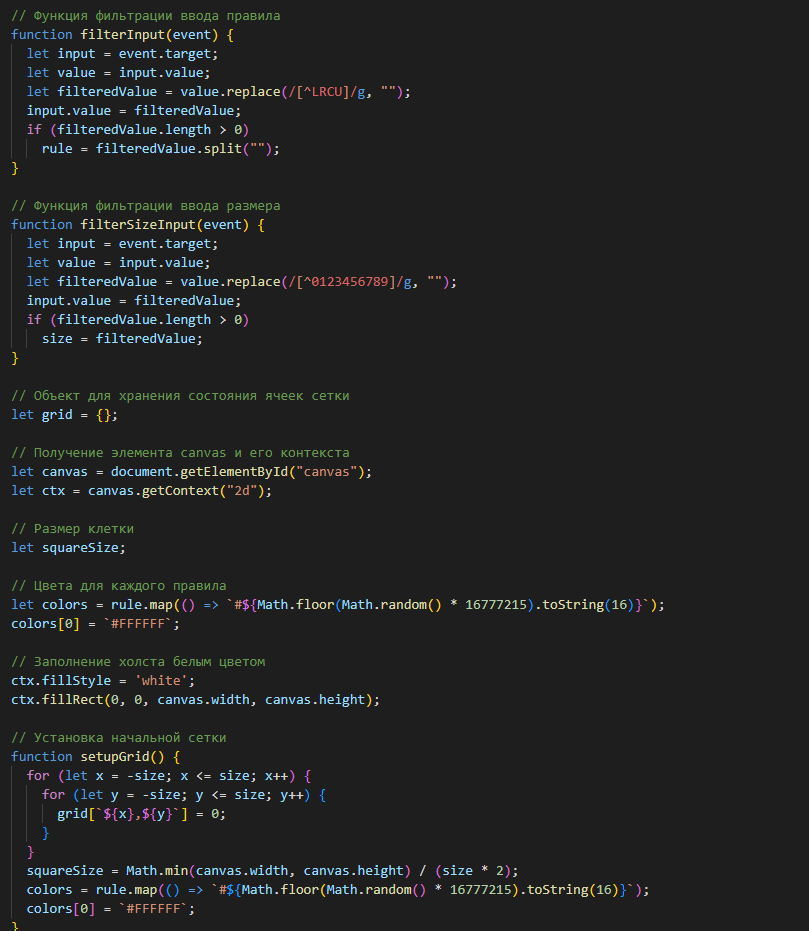 // Функция фильтрации ввода правила
function filterInput(event) {
  let input = event.target;
  let value = input.value;
  let filteredValue = value.replace(/[^LRCU]/g, "");
  input.value = filteredValue;
  if (filteredValue.length > 0)
    rule = filteredValue.split("");
}

// Функция фильтрации ввода размера
function filterSizeInput(event) {
  let input = event.target;
  let value = input.value;
  let filteredValue = value.replace(/[^0123456789]/g, "");
  input.value = filteredValue;
  if (filteredValue.length > 0)
    size = filteredValue;
}

// Объект для хранения состояния ячеек сетки
let grid = {};

// Получение элемента canvas и его контекста
let canvas = document.getElementById("canvas");
let ctx = canvas.getContext("2d");

// Размер клетки
let squareSize;

// Цвета для каждого правила
let colors = rule.map(() => `#${Math.floor(Math.random() * 16777215).toString(16)}`);
colors[0] = `#FFFFFF`;

// Заполнение холста белым цветом
ctx.fillStyle = 'white';
ctx.fillRect(0, 0, canvas.width, canvas.height);

// Установка начальной сетки
function setupGrid() {
  for (let x = -size; x <= size; x++) {
    for (let y = -size; y <= size; y++) {
      grid[`${x},${y}`] = 0;
    }
  }
  squareSize = Math.min(canvas.width, canvas.height) / (size * 2);
  colors = rule.map(() => `#${Math.floor(Math.random() * 16777215).toString(16)}`);
  colors[0] = `#FFFFFF`;
}